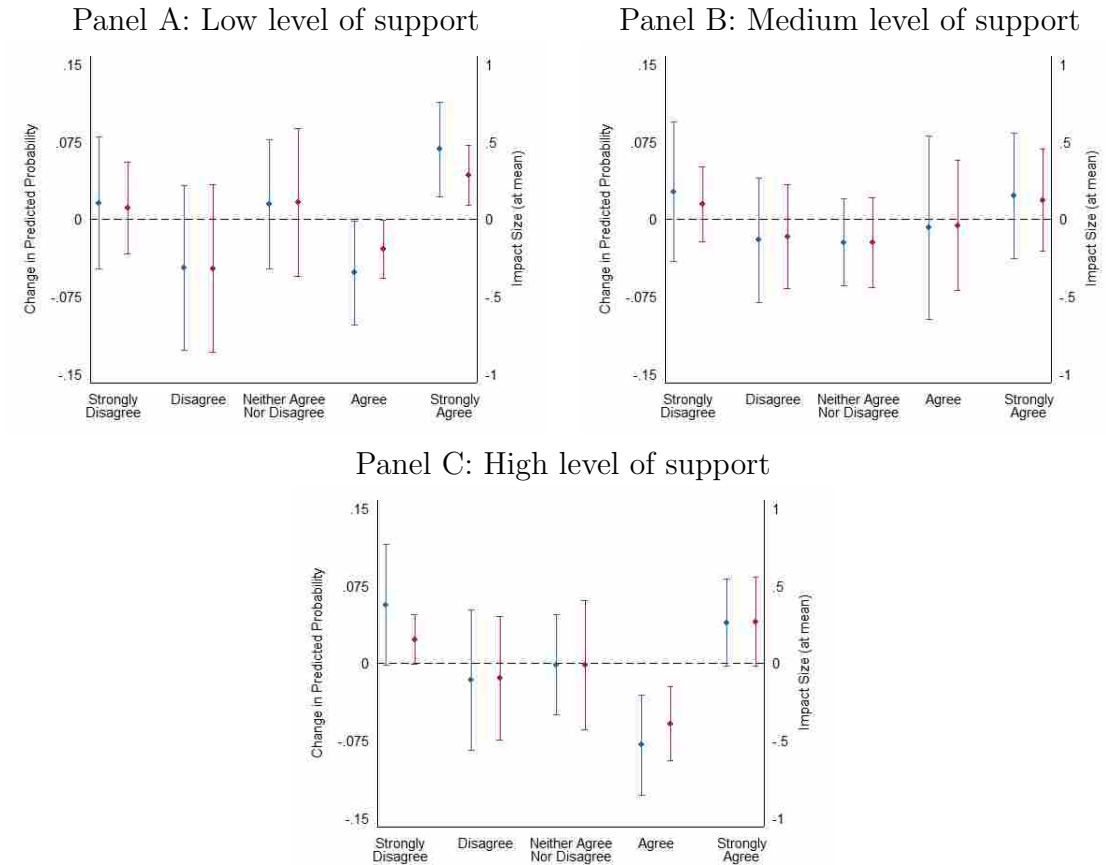 Panel A: Low level of support
.15
.075
0
-.075
-.15
Change in Predicted Probability
1
.5
0
-.5
-1
Impact Size (at mean)
Strongly
Disagree
Disagree
Neither Agree
Nor Disagree
Agree
Strongly
Agree
Panel B: Medium level of support
.15
.075
0
-.075
-.15
Change in Predicted Probability
1
.5
0
-.5
-1
Impact Size (at mean)
Strongly
Disagree
Disagree
Neither Agree
Nor Disagree
Agree
Strongly
Agree
Panel C: High level of support
.15
.075
0
-.075
-.15
Change in Predicted Probability
1
.5
0
-.5
-1
Impact Size (at mean)
Strongly
Disagree
Disagree
Neither Agree
Nor Disagree
Agree
Strongly
Agree